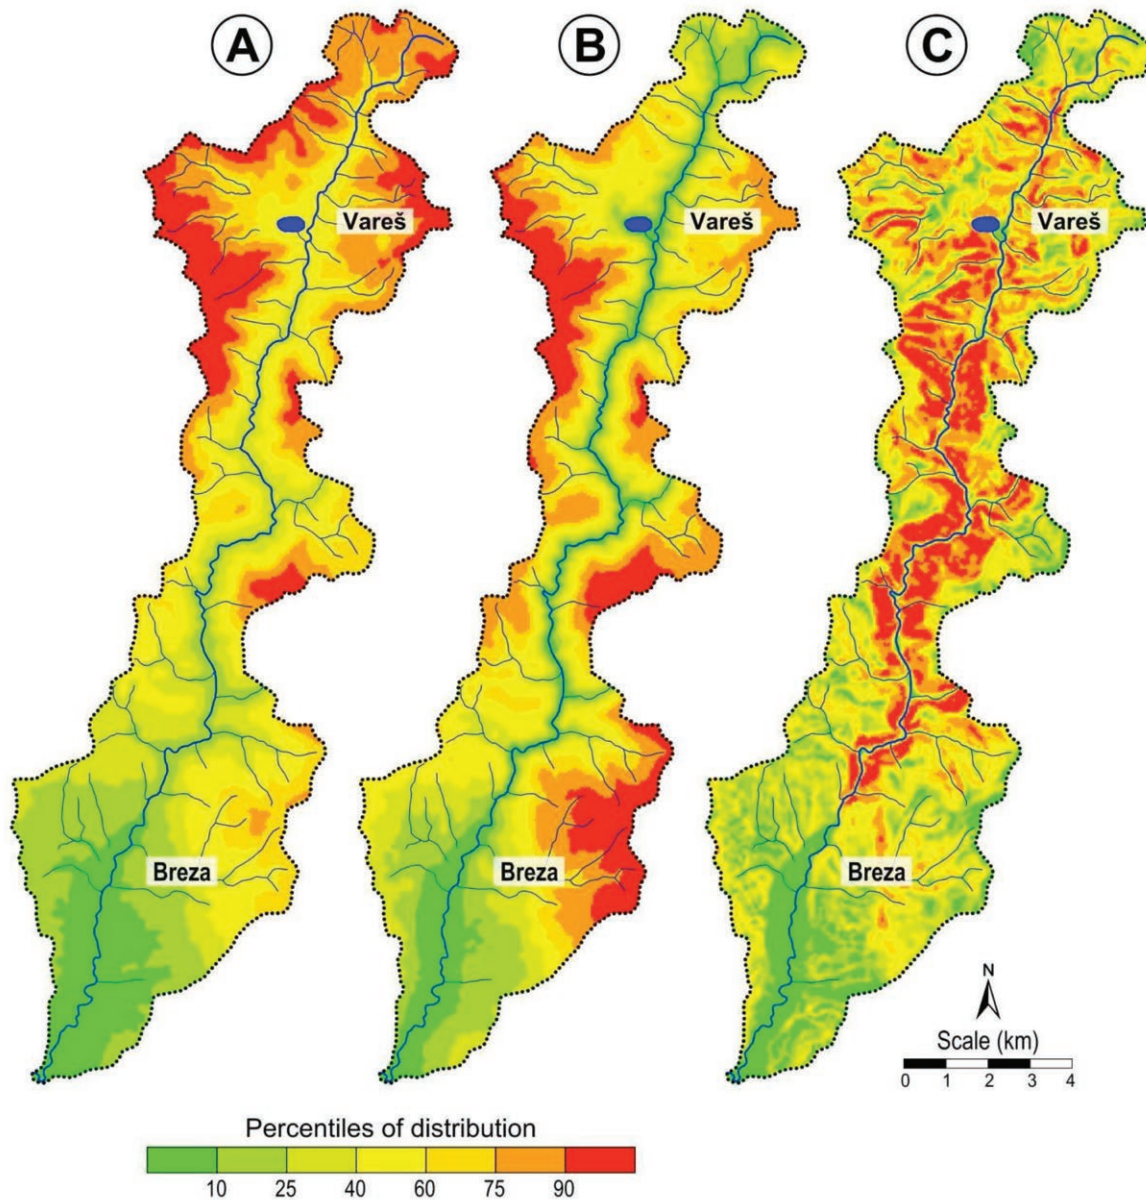 A B C
Vareš Vareš Vareš
Breza Breza Breza
N
Scale (km)
0 1 2 3 4
Percentiles of distribution
10 25 40 60 75 90